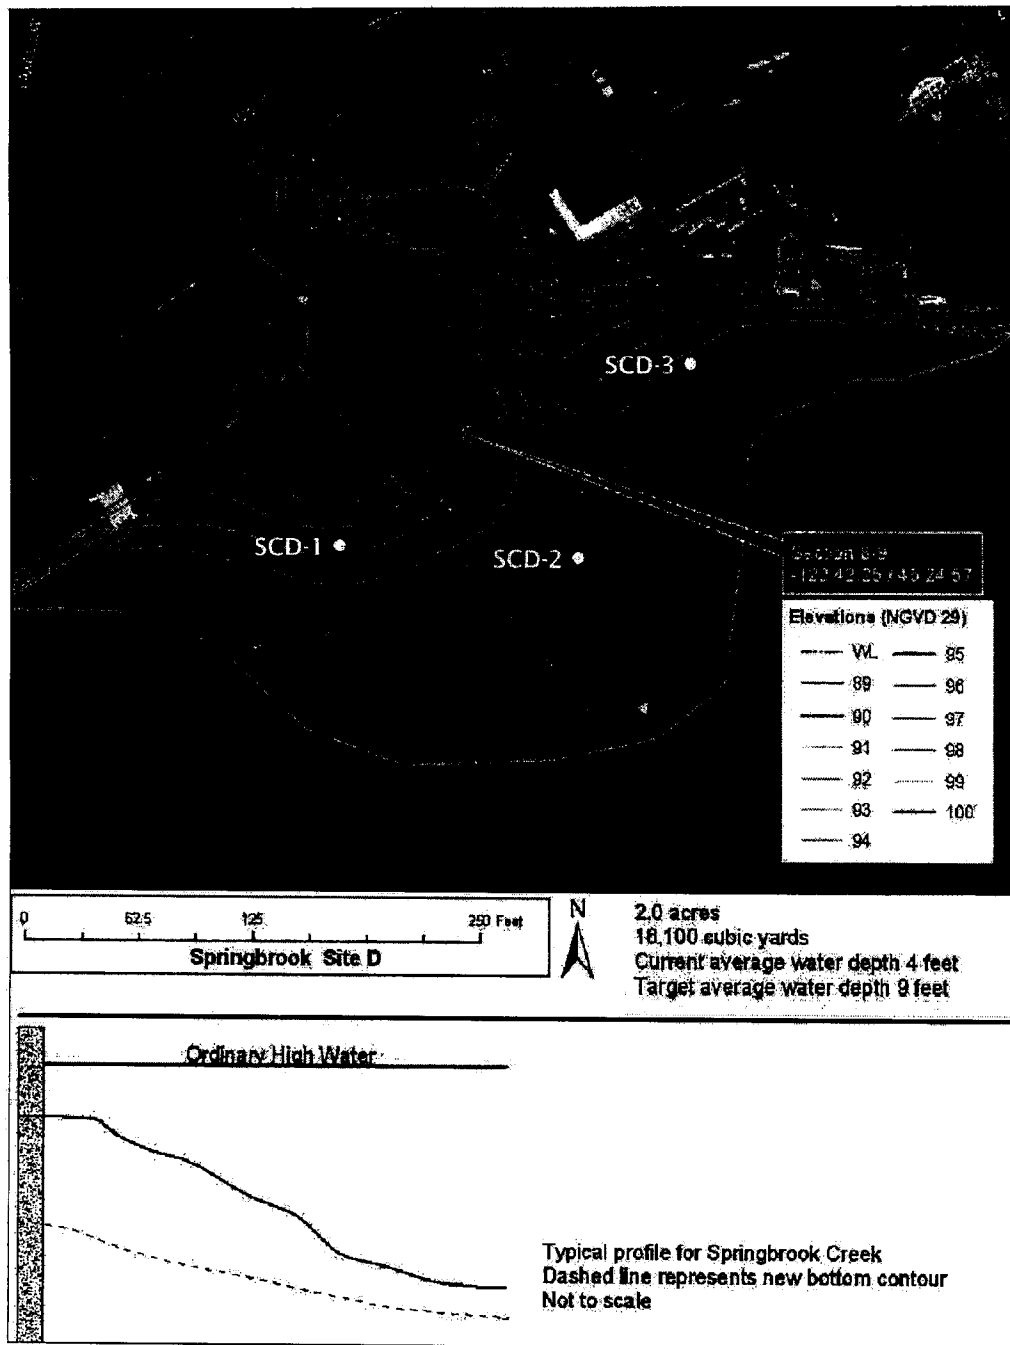 SCD-3
SCD-1
SCD-2
Elevations (NGVD 29)
WL 95
89 96
90 97
91 98
92 99
93 100
94
0 62.5 125 250 Feet
Springbrook Site D
N
2.0 acres
16,100 cubic yards
Current average water depth 4 feet
Target average water depth 9 feet
Ordinary High Water
Typical profile for Springbrook Creek
Dashed line represents new bottom contour
Not to scale